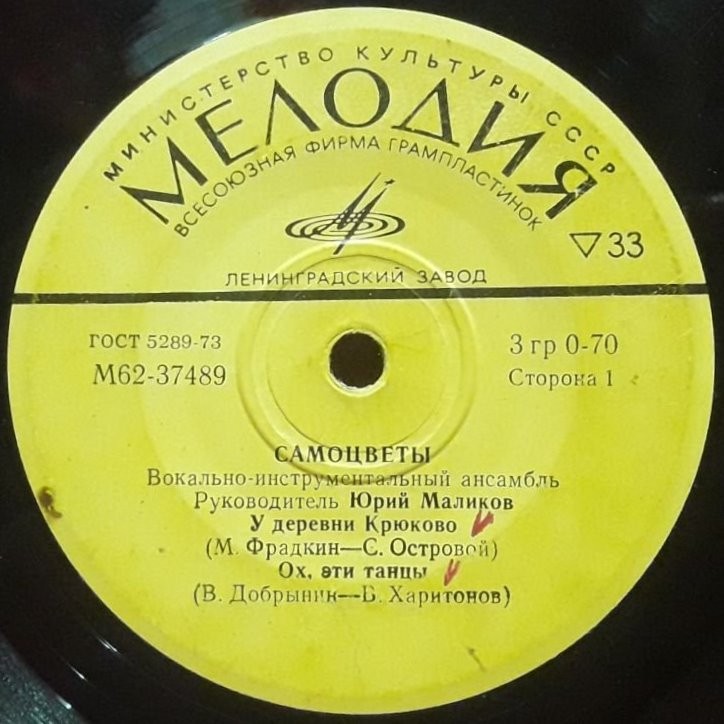 МИНИСТЕРСТВО КУЛЬТУРЫ СССР
МЕЛОДИЯ
ВСЕСОЮЗНАЯ ФИРМА ГРАМПЛАСТИНОК
▽33
ЛЕНИНГРАДСКИЙ ЗАВОД
ГОСТ 5289-73
3 гр 0-70
М62-37489
Сторона 1
САМОЦВЕТЫ
Вокально-инструментальный ансамбль
Руководитель Юрий Маликов
У деревни Крюково
(М. Фрадкин—С. Островой)
Ох, эти танцы
(В. Добрынин—В. Харитонов)